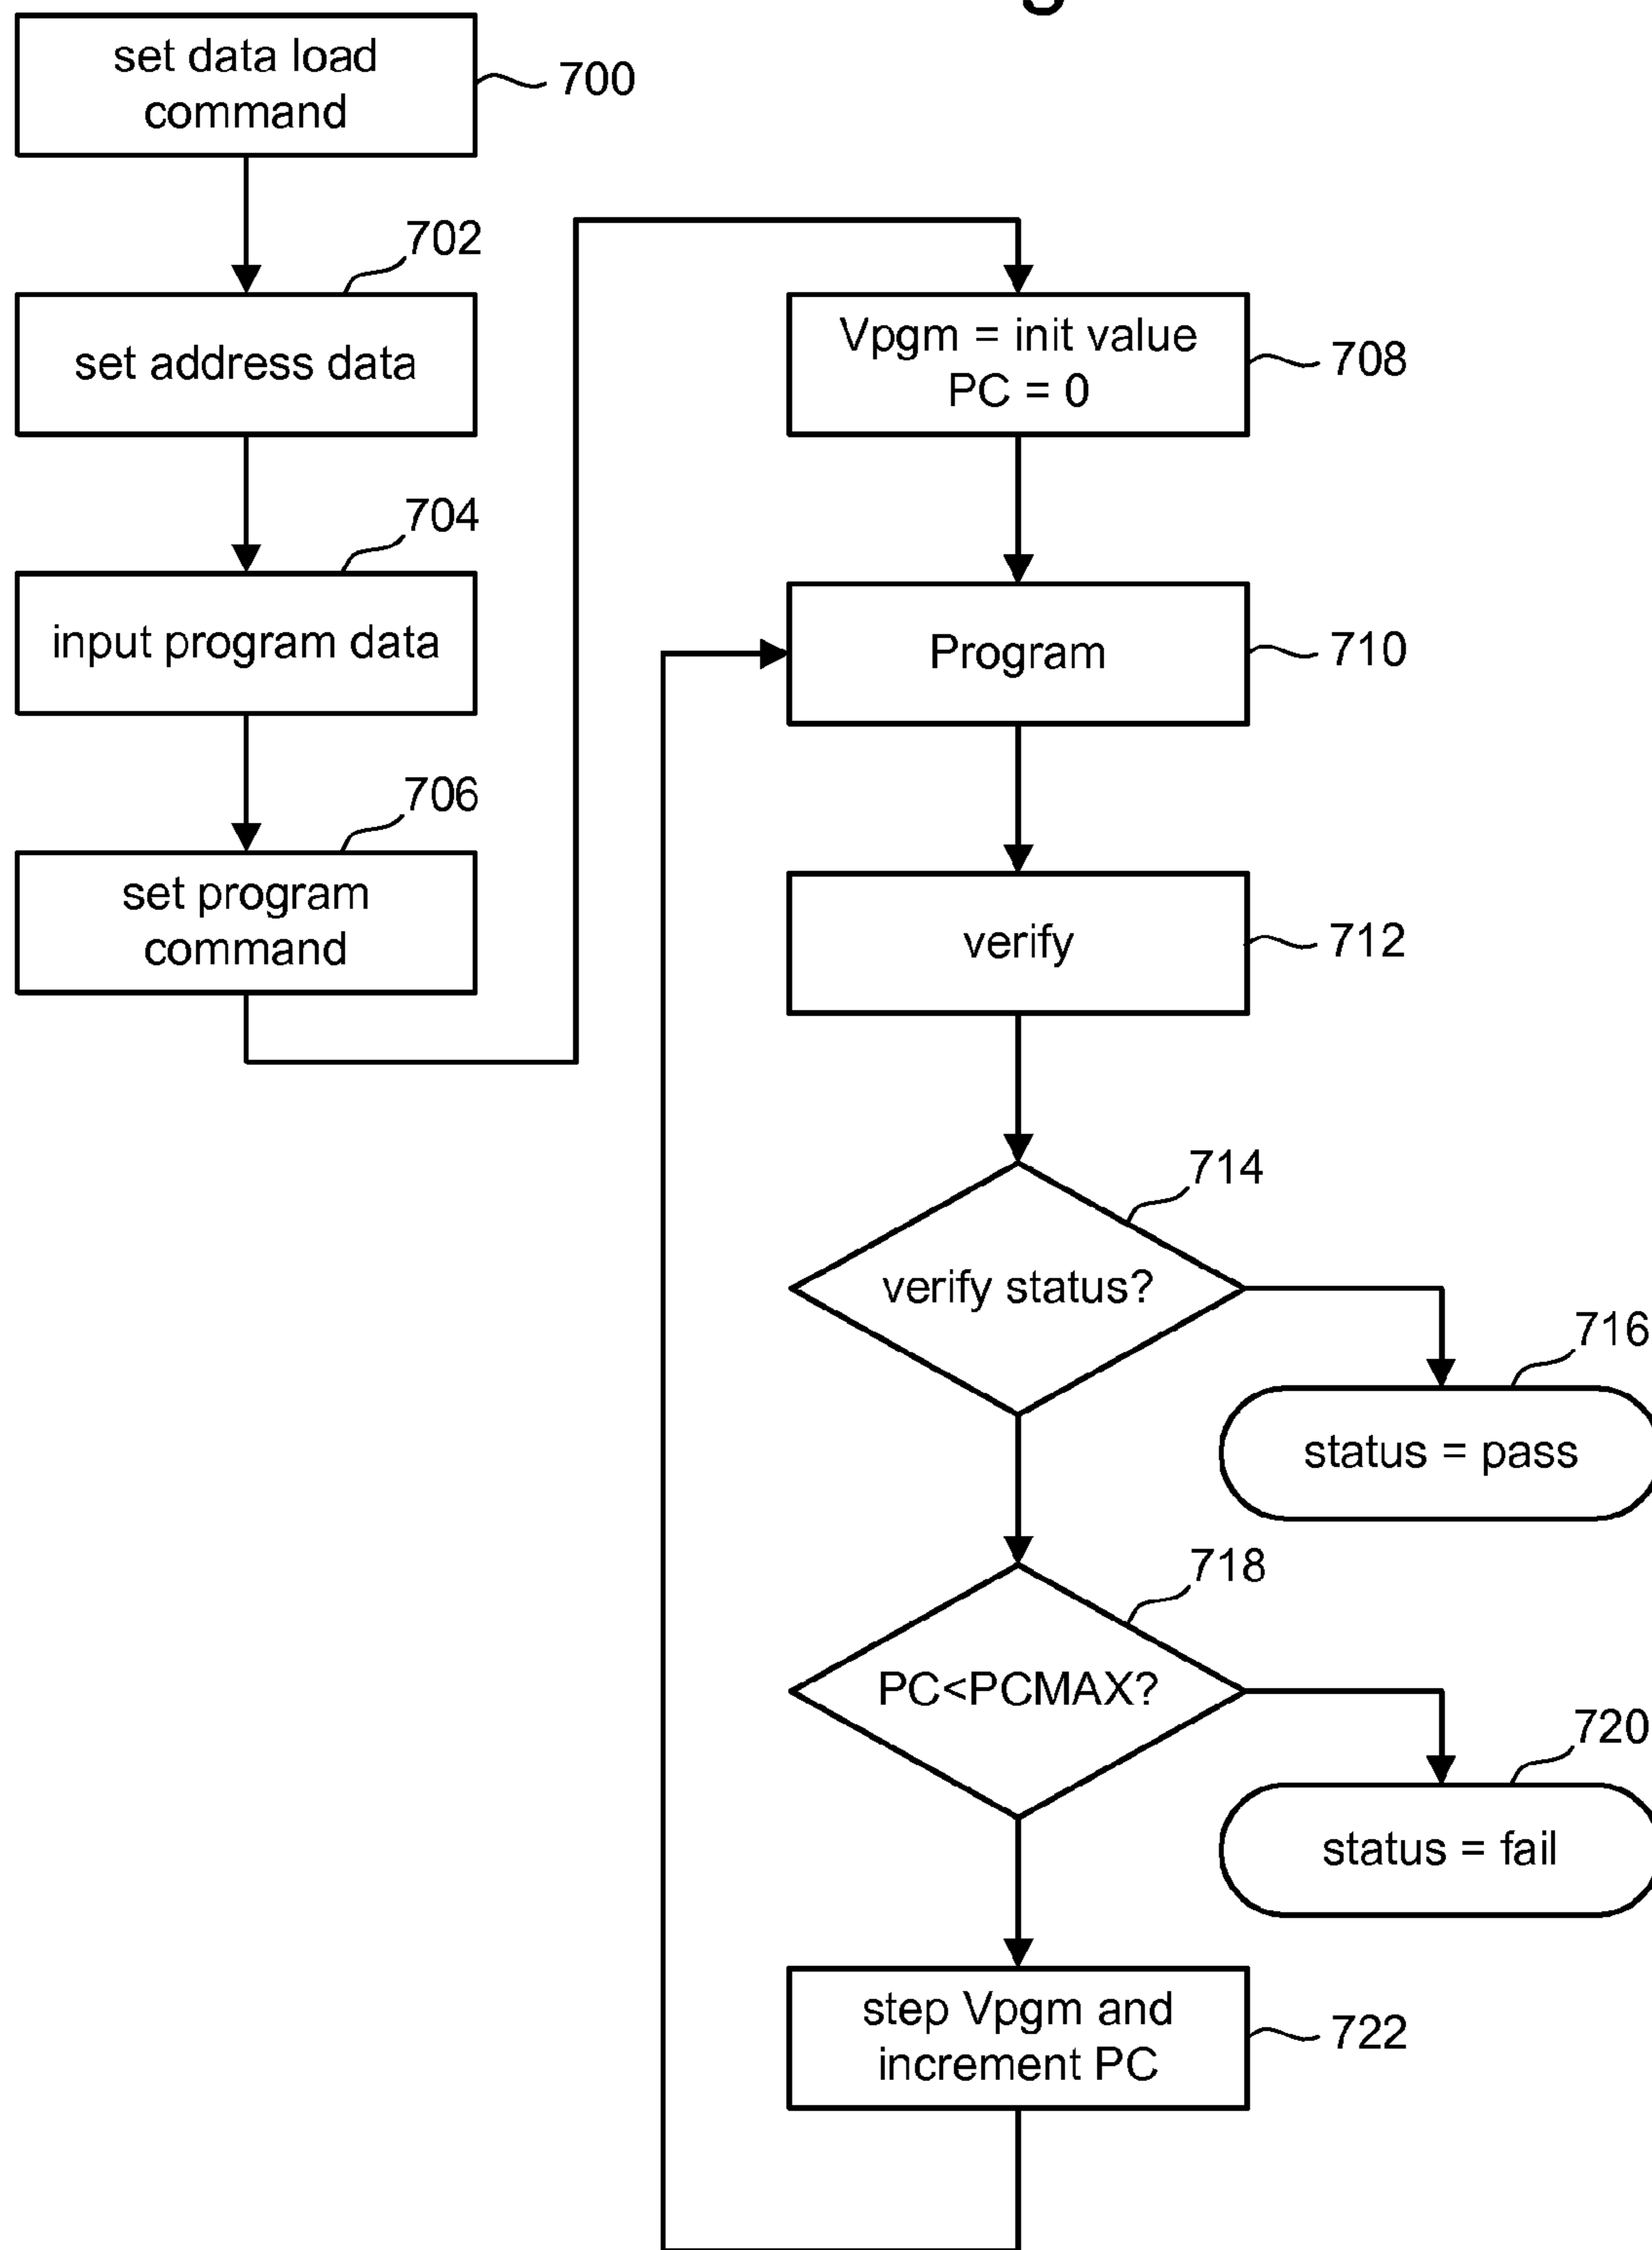 set data load
command
700
702
set address data
704
input program data
706
set program
command
Vpgm = init value
PC = 0
708
Program
710
verify
712
714
verify status?
716
status = pass
718
PC<PCMAX?
720
status = fail
step Vpgm and
increment PC
722